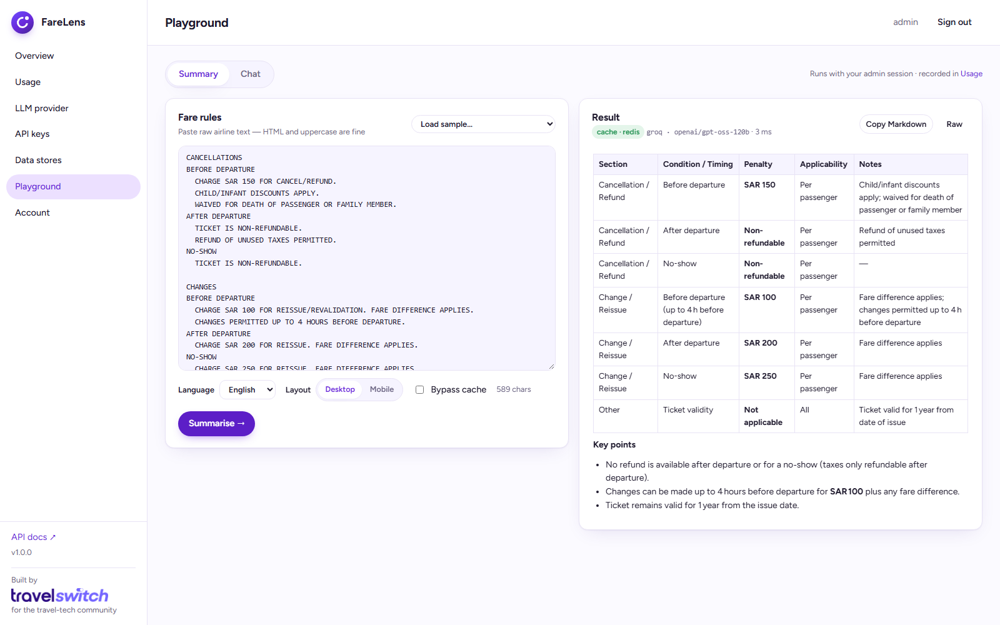 FareLens
Overview
Usage
LLM provider
API keys
Data stores
Playground
Account
API docs ↗
v1.0.0
Built by
travelswitch
for the travel-tech community
Playground
admin
Sign out
Summary
Chat
Runs with your admin session · recorded in Usage
Fare rules
Paste raw airline text — HTML and uppercase are fine
Load sample...
CANCELLATIONS
BEFORE DEPARTURE
CHARGE SAR 150 FOR CANCEL/REFUND.
CHILD/INFANT DISCOUNTS APPLY.
WAIVED FOR DEATH OF PASSENGER OR FAMILY MEMBER.
AFTER DEPARTURE
TICKET IS NON-REFUNDABLE.
REFUND OF UNUSED TAXES PERMITTED.
NO-SHOW
TICKET IS NON-REFUNDABLE.
CHANGES
BEFORE DEPARTURE
CHARGE SAR 100 FOR REISSUE/REVALIDATION. FARE DIFFERENCE APPLIES.
CHANGES PERMITTED UP TO 4 HOURS BEFORE DEPARTURE.
AFTER DEPARTURE
CHARGE SAR 200 FOR REISSUE. FARE DIFFERENCE APPLIES.
NO-SHOW
CHARGE SAR 250 FOR REISSUE. FARE DIFFERENCE APPLIES.
Language
English
Layout
Desktop
Mobile
Bypass cache
589 chars
Summarise →
Result
cache · redis groq · openai/gpt-oss-120b · 3 ms
Copy Markdown
Raw
Section Condition / Timing Penalty Applicability Notes
Cancellation / Before departure SAR 150 Per Child/infant discounts
Refund passenger apply; waived for death of
passenger or family member
Cancellation / After departure Non- Per Refund of unused taxes
Refund refundable passenger permitted
Cancellation / No-show Non- Per —
Refund refundable passenger
Change / Before departure SAR 100 Per Fare difference applies;
Reissue (up to 4 h before passenger changes permitted up to 4 h
departure) before departure
Change / After departure SAR 200 Per Fare difference applies
Reissue passenger
Change / No-show SAR 250 Per Fare difference applies
Reissue passenger
Other Ticket validity Not All Ticket valid for 1 year from
applicable date of issue
Key points
• No refund is available after departure or for a no-show (taxes only refundable after
departure).
• Changes can be made up to 4 hours before departure for SAR 100 plus any fare difference.
• Ticket remains valid for 1 year from the issue date.